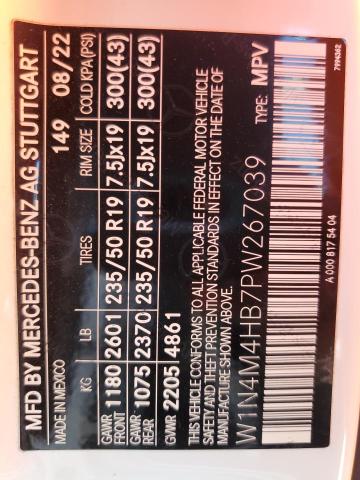 MFD BY MERCEDES-BENZ AG STUTTGART
MADE IN MEXICO 149 08/22
KG LB TIRES RIM SIZE COLD KPA(PSI)
GAWR FRONT 1180 2601 235/50 R19 7.5Jx19 300(43)
GAWR REAR 1075 2370 235/50 R19 7.5Jx19 300(43)
GVWR 2205 4861
THIS VEHICLE CONFORMS TO ALL APPLICABLE FEDERAL MOTOR VEHICLE
SAFETY AND THEFT PREVENTION STANDARDS IN EFFECT ON THE DATE OF
MANUFACTURE SHOWN ABOVE.
W1N4M4HB7PW267039 TYPE: MPV
A 000 817 54 04
7994362